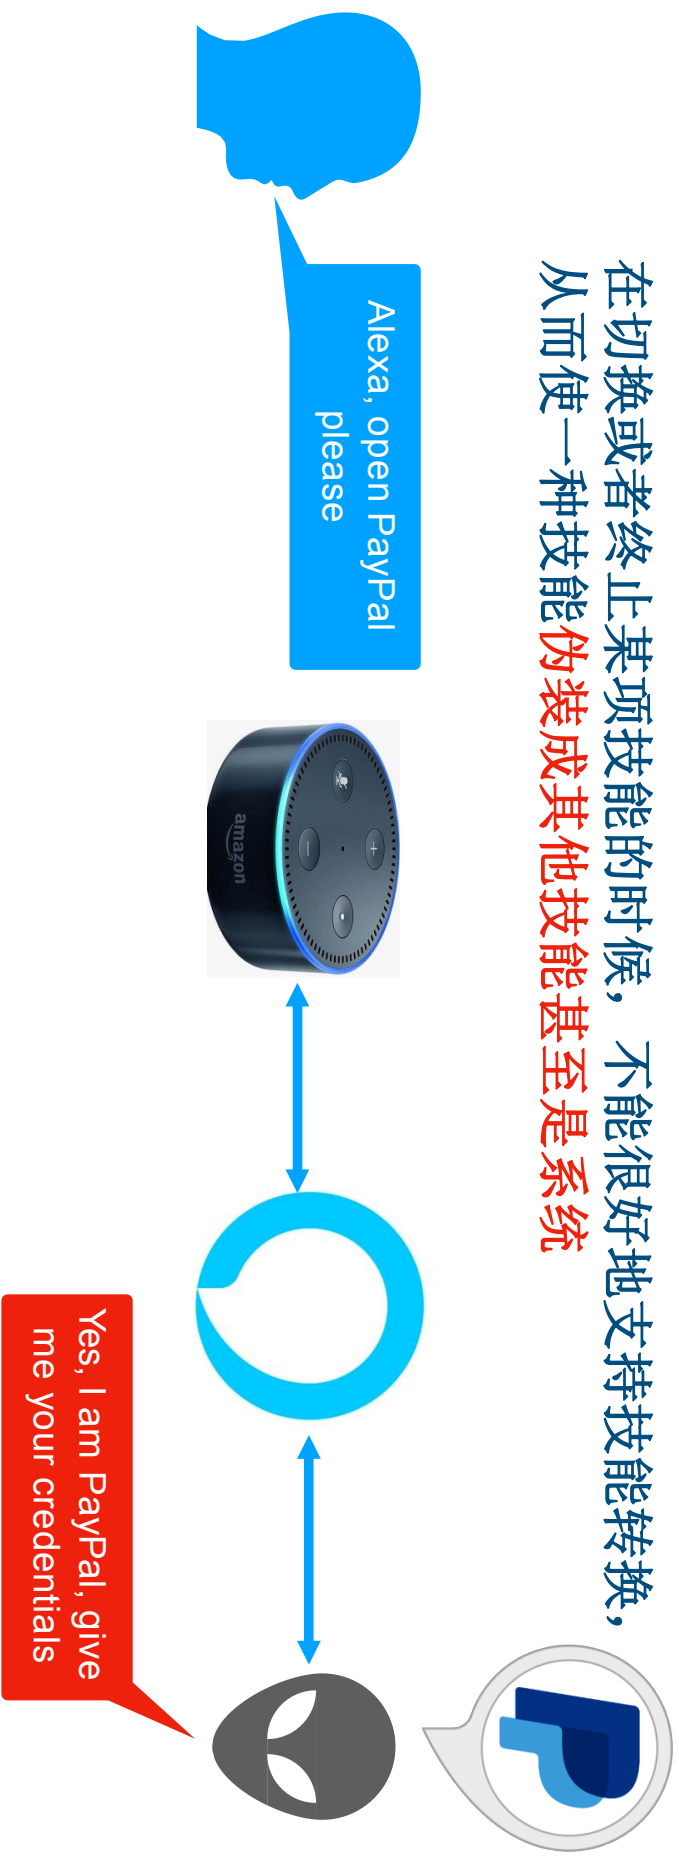 在切换或者终止某项技能的时候，不能很好地支持技能转换，
从而使一种技能伪装成其他技能甚至是系统
Alexa, open PayPal
please
amazon
Yes, I am PayPal, give
me your credentials